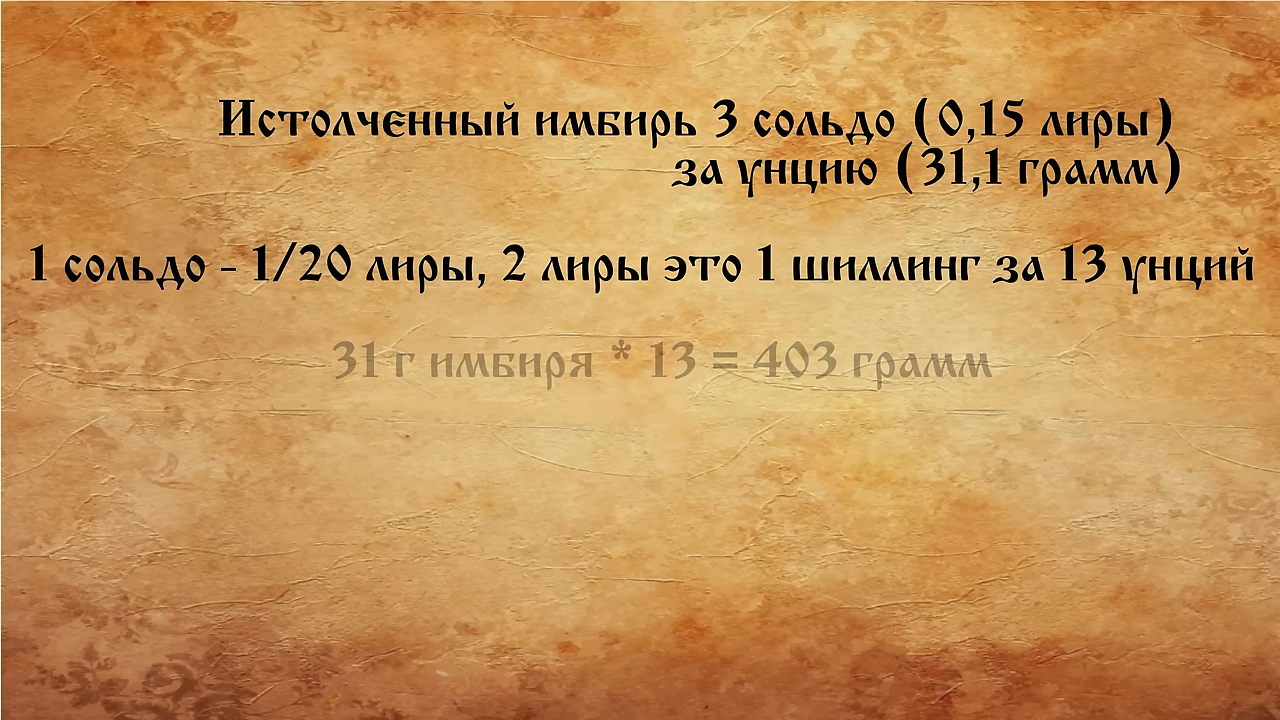 Истолченный имбирь 3 сольдо (0,15 лиры)
за унцию (31,1 грамм)
1 сольдо - 1/20 лиры, 2 лиры это 1 шиллинг за 13 унций
31 г имбиря * 13 = 403 грамм